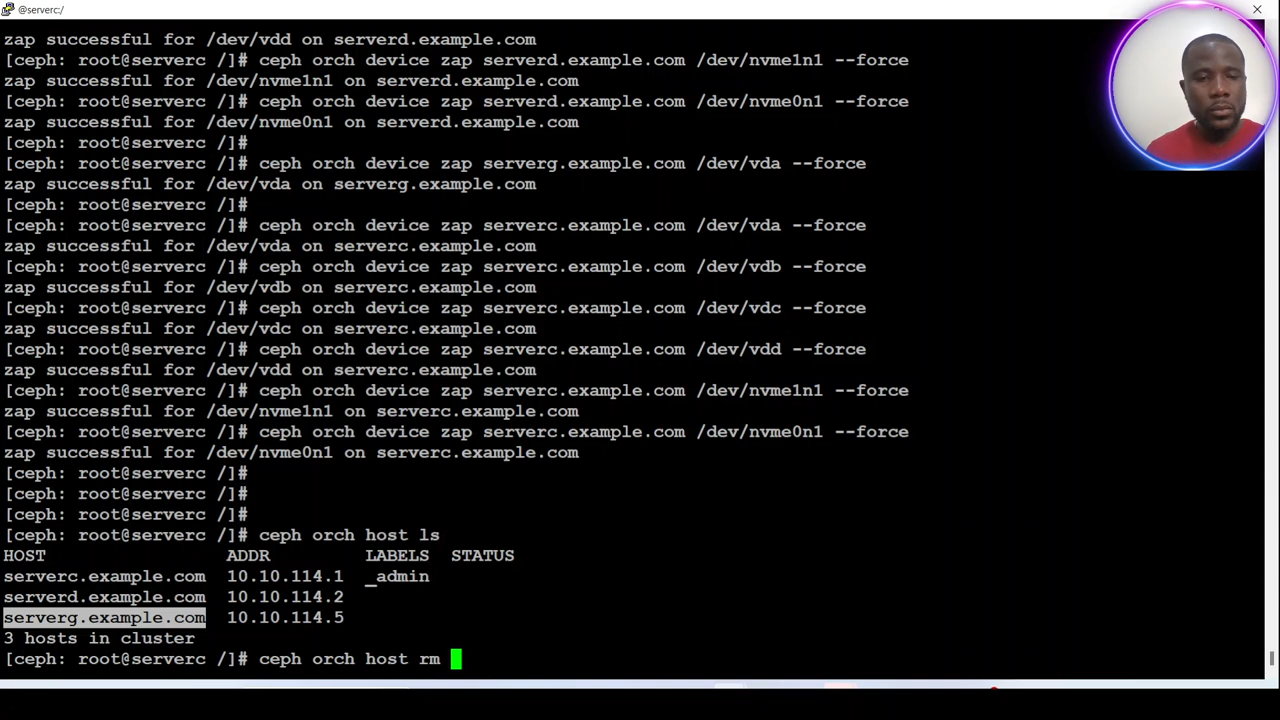 @serverc:/
zap successful for /dev/vdd on serverd.example.com
[ceph: root@serverc /]# ceph orch device zap serverd.example.com /dev/nvme1n1 --force
zap successful for /dev/nvme1n1 on serverd.example.com
[ceph: root@serverc /]# ceph orch device zap serverd.example.com /dev/nvme0n1 --force
zap successful for /dev/nvme0n1 on serverd.example.com
[ceph: root@serverc /]#
[ceph: root@serverc /]# ceph orch device zap serverg.example.com /dev/vda --force
zap successful for /dev/vda on serverg.example.com
[ceph: root@serverc /]#
[ceph: root@serverc /]# ceph orch device zap serverc.example.com /dev/vda --force
zap successful for /dev/vda on serverc.example.com
[ceph: root@serverc /]# ceph orch device zap serverc.example.com /dev/vdb --force
zap successful for /dev/vdb on serverc.example.com
[ceph: root@serverc /]# ceph orch device zap serverc.example.com /dev/vdc --force
zap successful for /dev/vdc on serverc.example.com
[ceph: root@serverc /]# ceph orch device zap serverc.example.com /dev/vdd --force
zap successful for /dev/vdd on serverc.example.com
[ceph: root@serverc /]# ceph orch device zap serverc.example.com /dev/nvme1n1 --force
zap successful for /dev/nvme1n1 on serverc.example.com
[ceph: root@serverc /]# ceph orch device zap serverc.example.com /dev/nvme0n1 --force
zap successful for /dev/nvme0n1 on serverc.example.com
[ceph: root@serverc /]#
[ceph: root@serverc /]#
[ceph: root@serverc /]#
[ceph: root@serverc /]# ceph orch host ls
HOST ADDR LABELS STATUS
serverc.example.com 10.10.114.1 _admin
serverd.example.com 10.10.114.2
serverg.example.com 10.10.114.5
3 hosts in cluster
[ceph: root@serverc /]# ceph orch host rm